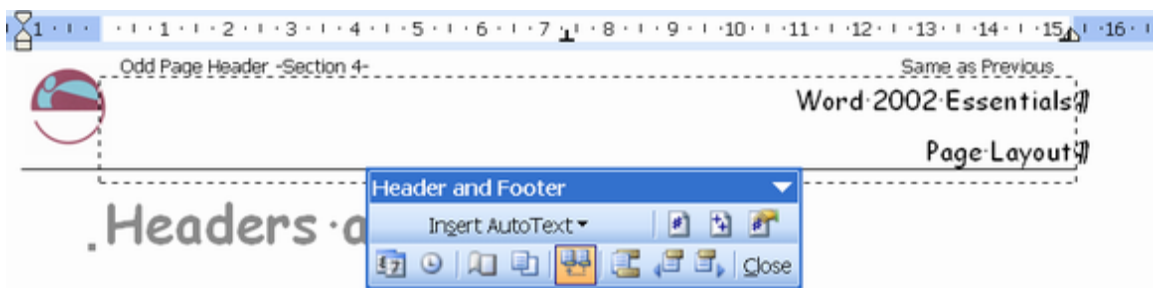 1 1 2 3 4 5 6 7 8 9 10 11 12 13 14 15 16
Odd Page Header -Section 4- Same as Previous
Word 2002 Essentials¶
Page Layout¶
Header and Footer
Headers a
Insert AutoText
Close